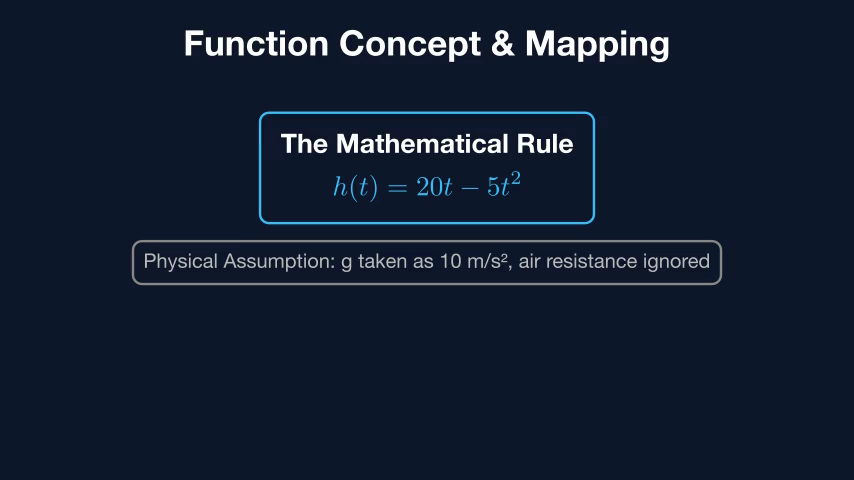 Function Concept & Mapping
The Mathematical Rule
h(t) = 20t − 5t²
Physical Assumption: g taken as 10 m/s², air resistance ignored